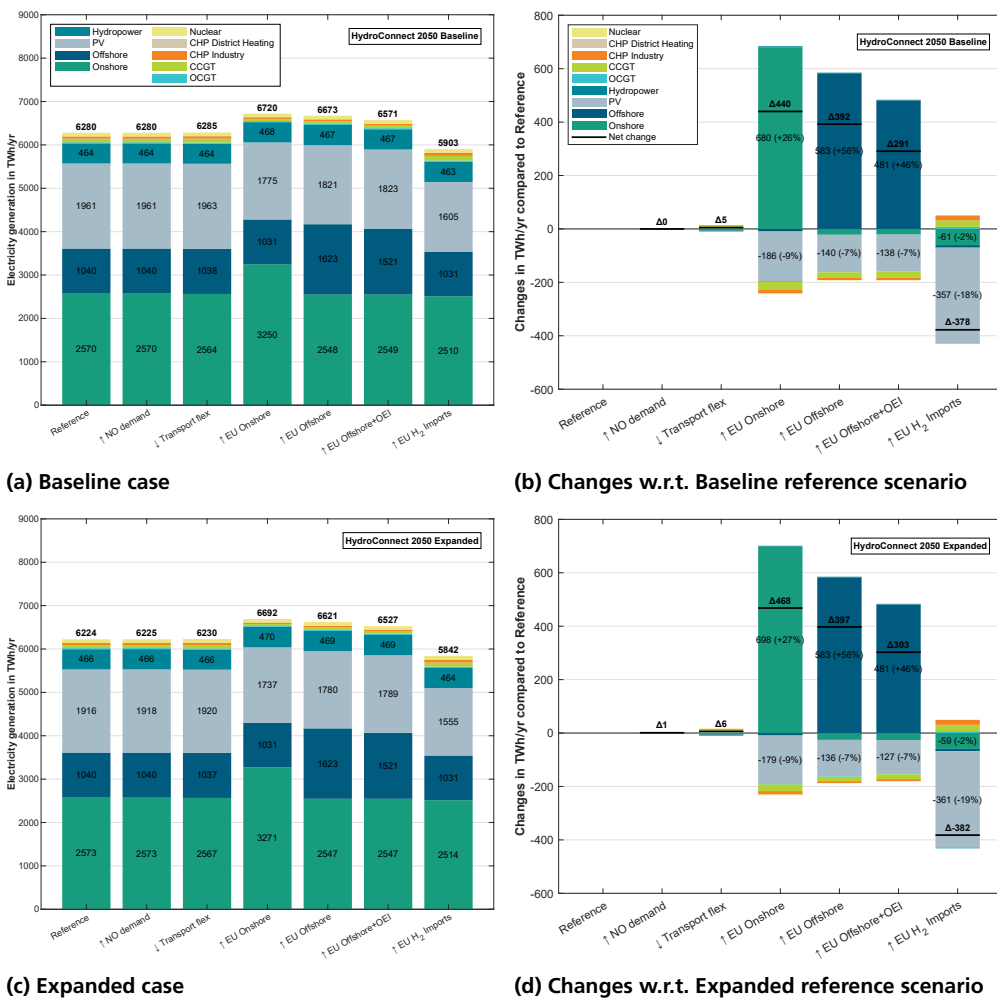 9000
8000
7000
6000
5000
4000
3000
2000
1000
0
Electricity generation in TWh/yr
Hydropower
PV
Offshore
Onshore
Nuclear
CHP District Heating
CHP Industry
CCGT
OCGT
HydroConnect 2050 Baseline
6280 6280 6285 6720 6673 6571 5903
464 464 464 468 467 467 463
1961 1961 1963 1775 1821 1823 1605
1040 1040 1038 1031 1623 1521 1031
2570 2570 2564 3250 2548 2549 2510
Reference
↑ NO demand
↓ Transport flex
↑ EU Onshore
↑ EU Offshore
↑ EU Offshore+OEI
↑ EU H2 Imports
(a) Baseline case
800
600
400
200
0
-200
-400
-600
Changes in TWh/yr compared to Reference
Nuclear
CHP District Heating
CHP Industry
CCGT
OCGT
Hydropower
PV
Offshore
Onshore
Net change
HydroConnect 2050 Baseline
Δ0 Δ5 Δ440 Δ392 Δ291 Δ-378
680 (+26%) 583 (+56%) 481 (+46%) -61 (-2%)
-186 (-9%) -140 (-7%) -138 (-7%) -357 (-18%)
Reference
↑ NO demand
↓ Transport flex
↑ EU Onshore
↑ EU Offshore
↑ EU Offshore+OEI
↑ EU H2 Imports
(b) Changes w.r.t. Baseline reference scenario
9000
8000
7000
6000
5000
4000
3000
2000
1000
0
Electricity generation in TWh/yr
HydroConnect 2050 Expanded
6224 6225 6230 6692 6621 6527 5842
466 466 466 470 469 469 464
1916 1918 1920 1737 1780 1789 1555
1040 1040 1037 1031 1623 1521 1031
2573 2573 2567 3271 2547 2547 2514
Reference
↑ NO demand
↓ Transport flex
↑ EU Onshore
↑ EU Offshore
↑ EU Offshore+OEI
↑ EU H2 Imports
(c) Expanded case
800
600
400
200
0
-200
-400
-600
Changes in TWh/yr compared to Reference
HydroConnect 2050 Expanded
Δ1 Δ6 Δ468 Δ397 Δ303 Δ-382
698 (+27%) 583 (+56%) 481 (+46%) -59 (-2%)
-179 (-9%) -136 (-7%) -127 (-7%) -361 (-19%)
Reference
↑ NO demand
↓ Transport flex
↑ EU Onshore
↑ EU Offshore
↑ EU Offshore+OEI
↑ EU H2 Imports
(d) Changes w.r.t. Expanded reference scenario